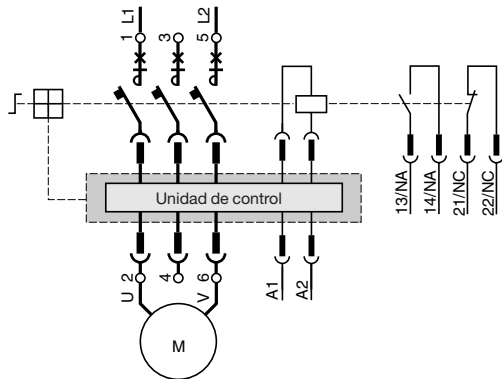 L1
L2
1
3
5
13/NA
14/NA
21/NC
22/NC
Unidad de control
2
4
6
U
V
A1
A2
M